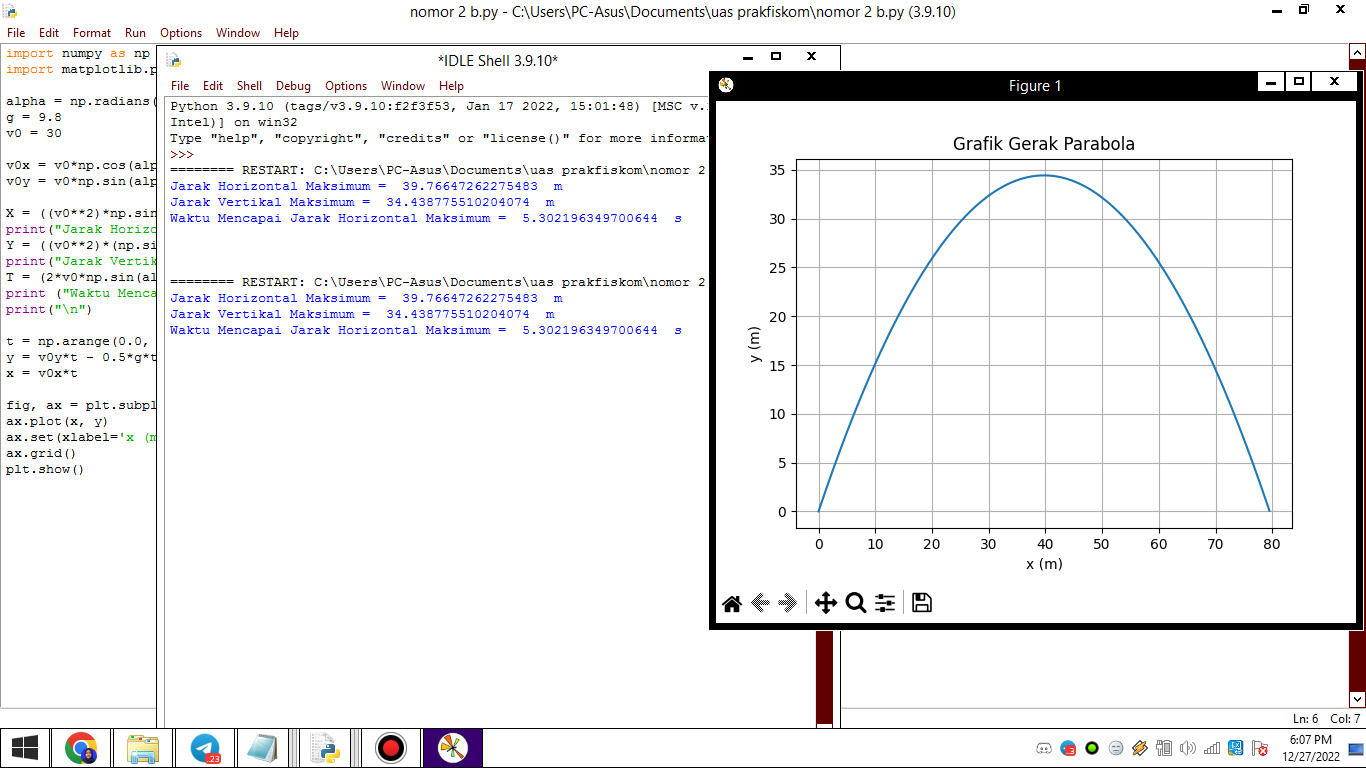 nomor 2 b.py - C:\Users\PC-Asus\Documents\uas prakfiskom\nomor 2 b.py (3.9.10)
File Edit Format Run Options Window Help
import numpy as np
import matplotlib.p
alpha = np.radians(
g = 9.8
v0 = 30
v0x = v0*np.cos(alp
v0y = v0*np.sin(alp
X = ((v0**2)*np.sin
print("Jarak Horizo
Y = ((v0**2)*(np.si
print("Jarak Vertik
T = (2*v0*np.sin(al
print ("Waktu Menca
print("\n")
t = np.arange(0.0,
y = v0y*t - 0.5*g*t
x = v0x*t
fig, ax = plt.subpl
ax.plot(x, y)
ax.set(xlabel='x (m
ax.grid()
plt.show()
*IDLE Shell 3.9.10*
File Edit Shell Debug Options Window Help
Python 3.9.10 (tags/v3.9.10:f2f3f53, Jan 17 2022, 15:01:48) [MSC v.
Intel)] on win32
Type "help", "copyright", "credits" or "license()" for more informa
>>>
======== RESTART: C:\Users\PC-Asus\Documents\uas prakfiskom\nomor 2
Jarak Horizontal Maksimum = 39.76647262275483 m
Jarak Vertikal Maksimum = 34.438775510204074 m
Waktu Mencapai Jarak Horizontal Maksimum = 5.302196349700644 s
======== RESTART: C:\Users\PC-Asus\Documents\uas prakfiskom\nomor 2
Jarak Horizontal Maksimum = 39.76647262275483 m
Jarak Vertikal Maksimum = 34.438775510204074 m
Waktu Mencapai Jarak Horizontal Maksimum = 5.302196349700644 s
Figure 1
Grafik Gerak Parabola
35
30
25
20
15
10
5
0
y (m)
0 10 20 30 40 50 60 70 80
x (m)
Ln: 6 Col: 7
23
3
6:07 PM
12/27/2022